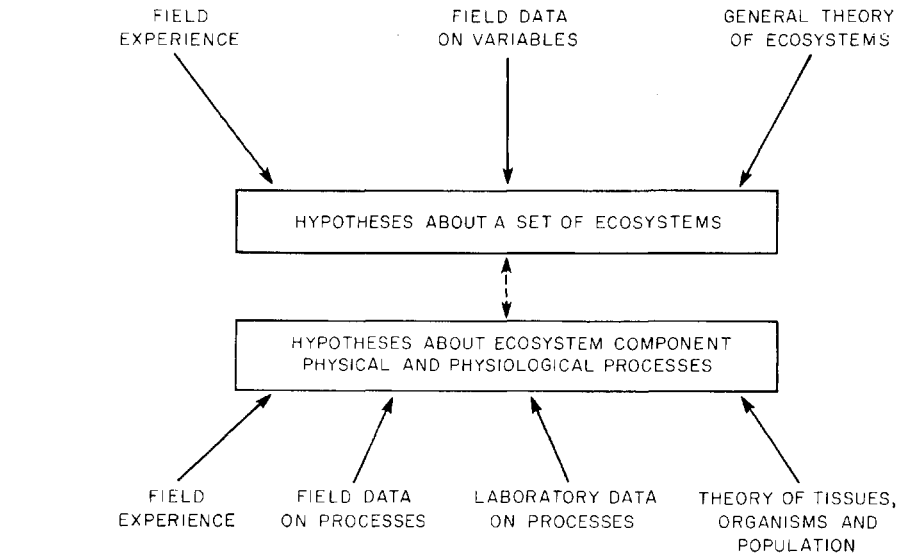 FIELD
EXPERIENCE
FIELD DATA
ON VARIABLES
GENERAL THEORY
OF ECOSYSTEMS
HYPOTHESES ABOUT A SET OF ECOSYSTEMS
HYPOTHESES ABOUT ECOSYSTEM COMPONENT
PHYSICAL AND PHYSIOLOGICAL PROCESSES
FIELD
EXPERIENCE
FIELD DATA
ON PROCESSES
LABORATORY DATA
ON PROCESSES
THEORY OF TISSUES,
ORGANISMS AND
POPULATION